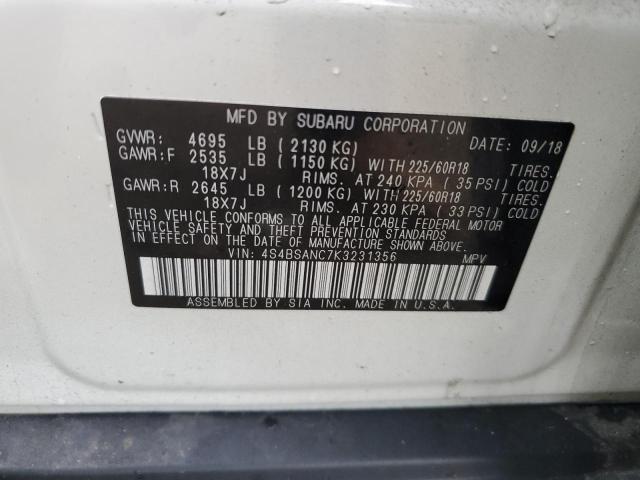 MFD BY SUBARU CORPORATION
GVWR: 4695 LB ( 2130 KG) DATE: 09/18
GAWR:F 2535 LB ( 1150 KG) WITH 225/60R18 TIRES.
18X7J RIMS. AT 240 KPA ( 35 PSI) COLD
GAWR:R 2645 LB ( 1200 KG) WITH 225/60R18 TIRES.
18X7J RIMS. AT 230 KPA ( 33 PSI) COLD
THIS VEHICLE CONFORMS TO ALL APPLICABLE FEDERAL MOTOR
VEHICLE SAFETY AND THEFT PREVENTION STANDARDS
IN EFFECT ON THE DATE OF MANUFACTURE SHOWN ABOVE.
VIN: 4S4BSANC7K3231356 MPV
ASSEMBLED BY SIA INC. MADE IN U.S.A.